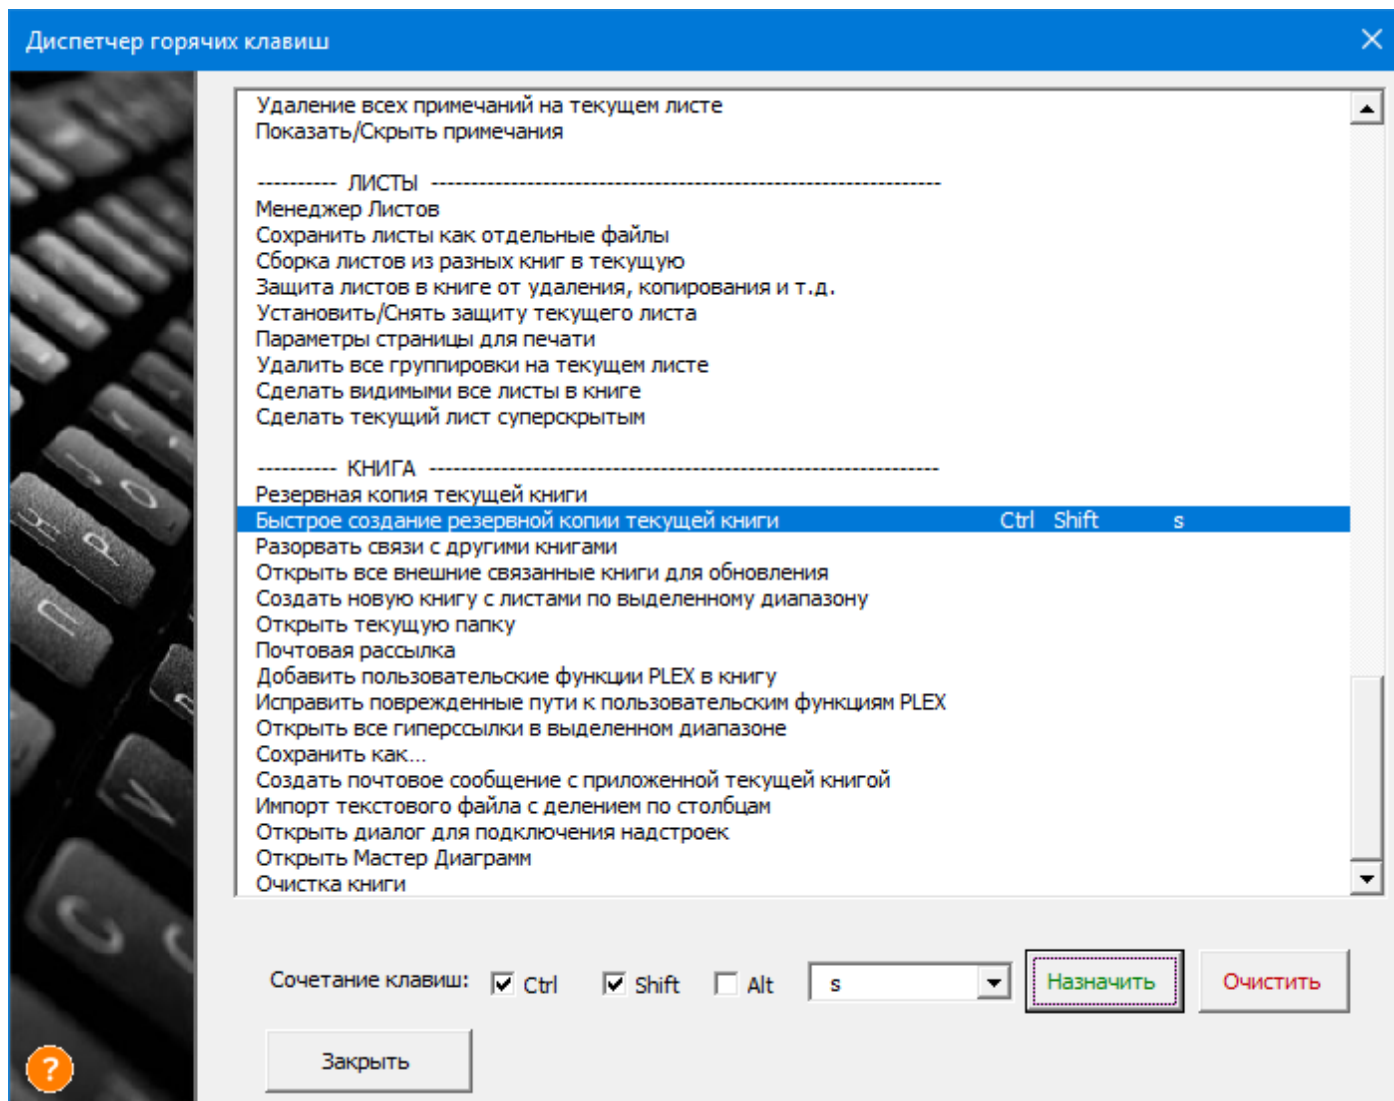 Диспетчер горячих клавиш
Удаление всех примечаний на текущем листе
Показать/Скрыть примечания
---------- ЛИСТЫ ----------------------------------------------------------------
Менеджер Листов
Сохранить листы как отдельные файлы
Сборка листов из разных книг в текущую
Защита листов в книге от удаления, копирования и т.д.
Установить/Снять защиту текущего листа
Параметры страницы для печати
Удалить все группировки на текущем листе
Сделать видимыми все листы в книге
Сделать текущий лист суперскрытым
---------- КНИГА ----------------------------------------------------------------
Резервная копия текущей книги
Быстрое создание резервной копии текущей книги Ctrl Shift s
Разорвать связи с другими книгами
Открыть все внешние связанные книги для обновления
Создать новую книгу с листами по выделенному диапазону
Открыть текущую папку
Почтовая рассылка
Добавить пользовательские функции PLEX в книгу
Исправить поврежденные пути к пользовательским функциям PLEX
Открыть все гиперссылки в выделенном диапазоне
Сохранить как...
Создать почтовое сообщение с приложенной текущей книгой
Импорт текстового файла с делением по столбцам
Открыть диалог для подключения надстроек
Открыть Мастер Диаграмм
Очистка книги
Сочетание клавиш: Ctrl Shift Alt s Назначить Очистить
? Закрыть